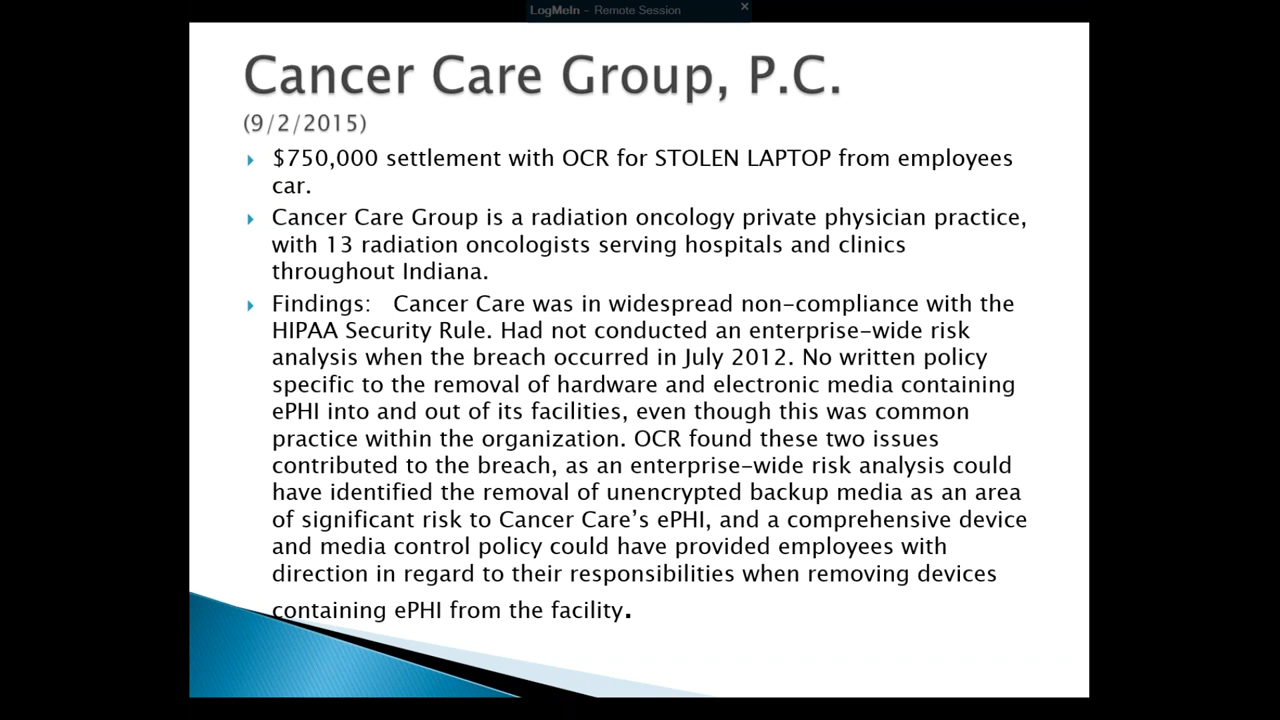 LogMeIn - Remote Session
Cancer Care Group, P.C.
(9/2/2015)
$750,000 settlement with OCR for STOLEN LAPTOP from employees
car.
Cancer Care Group is a radiation oncology private physician practice,
with 13 radiation oncologists serving hospitals and clinics
throughout Indiana.
Findings: Cancer Care was in widespread non-compliance with the
HIPAA Security Rule. Had not conducted an enterprise-wide risk
analysis when the breach occurred in July 2012. No written policy
specific to the removal of hardware and electronic media containing
ePHI into and out of its facilities, even though this was common
practice within the organization. OCR found these two issues
contributed to the breach, as an enterprise-wide risk analysis could
have identified the removal of unencrypted backup media as an area
of significant risk to Cancer Care’s ePHI, and a comprehensive device
and media control policy could have provided employees with
direction in regard to their responsibilities when removing devices
containing ePHI from the facility.